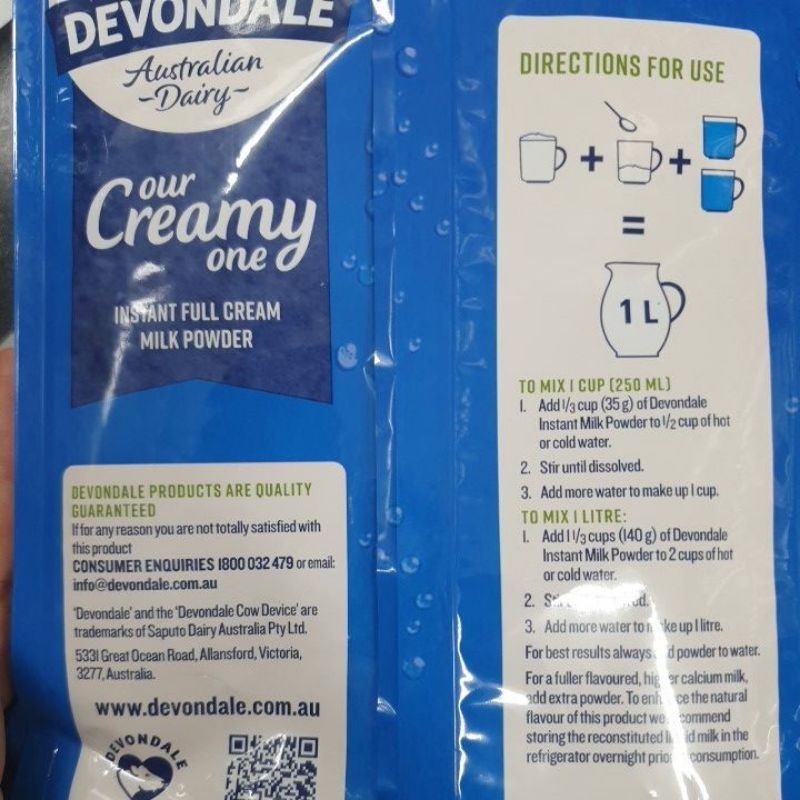 DEVONDALE
Australian
~Dairy~
our
Creamy
one
INSTANT FULL CREAM
MILK POWDER
DEVONDALE PRODUCTS ARE QUALITY
GUARANTEED
If for any reason you are not totally satisfied with
this product
CONSUMER ENQUIRIES 1800 032 479 or email:
info@devondale.com.au
'Devondale' and the 'Devondale Cow Device' are
trademarks of Saputo Dairy Australia Pty Ltd.
5331 Great Ocean Road, Allansford, Victoria,
3277, Australia.
www.devondale.com.au
DEVONDALE
DIRECTIONS FOR USE
+ +
=
1 L
TO MIX 1 CUP (250 ML)
1. Add 1/3 cup (35 g) of Devondale
Instant Milk Powder to 1/2 cup of hot
or cold water.
2. Stir until dissolved.
3. Add more water to make up 1 cup.
TO MIX 1 LITRE:
1. Add 1 1/3 cups (140 g) of Devondale
Instant Milk Powder to 2 cups of hot
or cold water.
2.
3. Add more water to make up 1 litre.
For best results always add powder to water.
For a fuller flavoured, higher calcium milk,
add extra powder. To enhance the natural
flavour of this product we recommend
storing the reconstituted liquid milk in the
refrigerator overnight prior consumption.